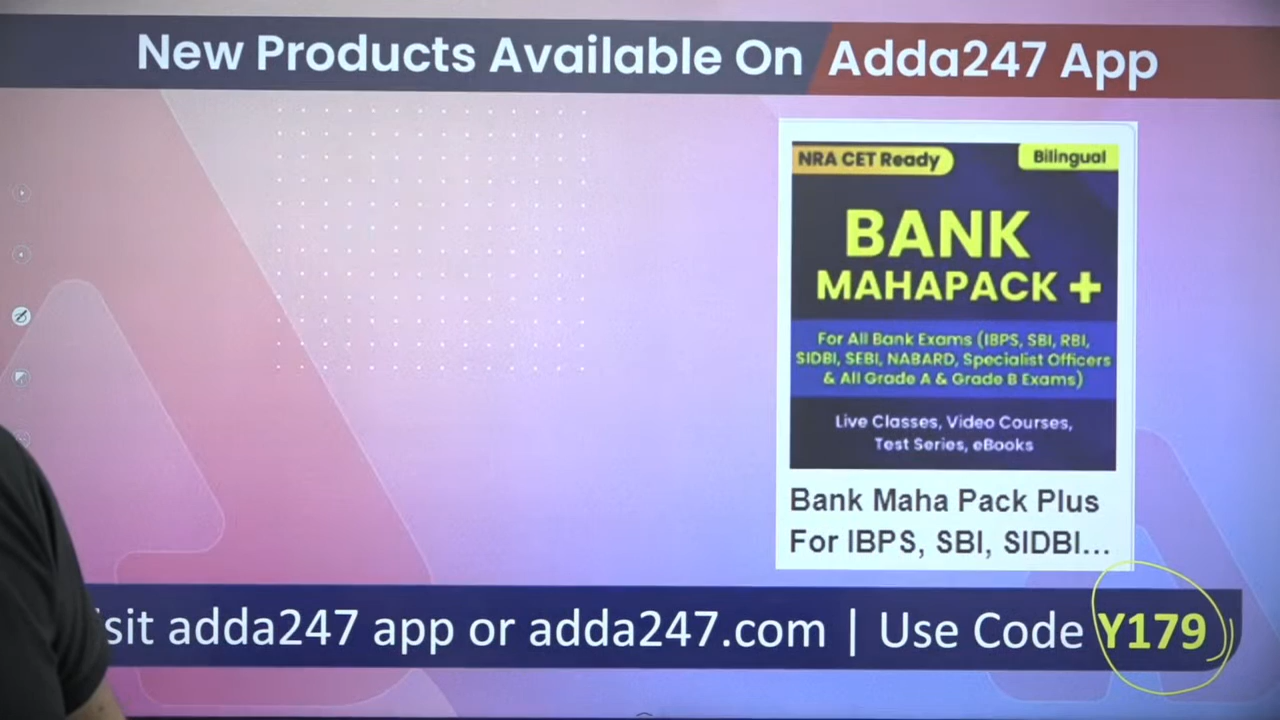 New Products Available On Adda247 App
NRA CET Ready
Bilingual
BANK
MAHAPACK +
For All Bank Exams (IBPS, SBI, RBI,
SIDBI, SEBI, NABARD, Specialist Officers
& All Grade A & Grade B Exams)
Live Classes, Video Courses,
Test Series, eBooks
Bank Maha Pack Plus
For IBPS, SBI, SIDBI...
sit adda247 app or adda247.com | Use Code Y179